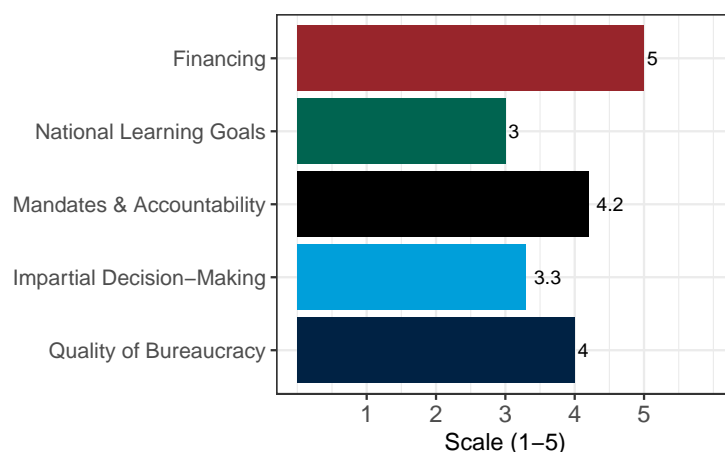 Financing
5
National Learning Goals
3
Mandates & Accountability
4.2
Impartial Decision−Making
3.3
Quality of Bureaucracy
4
1 2 3 4 5
Scale (1−5)